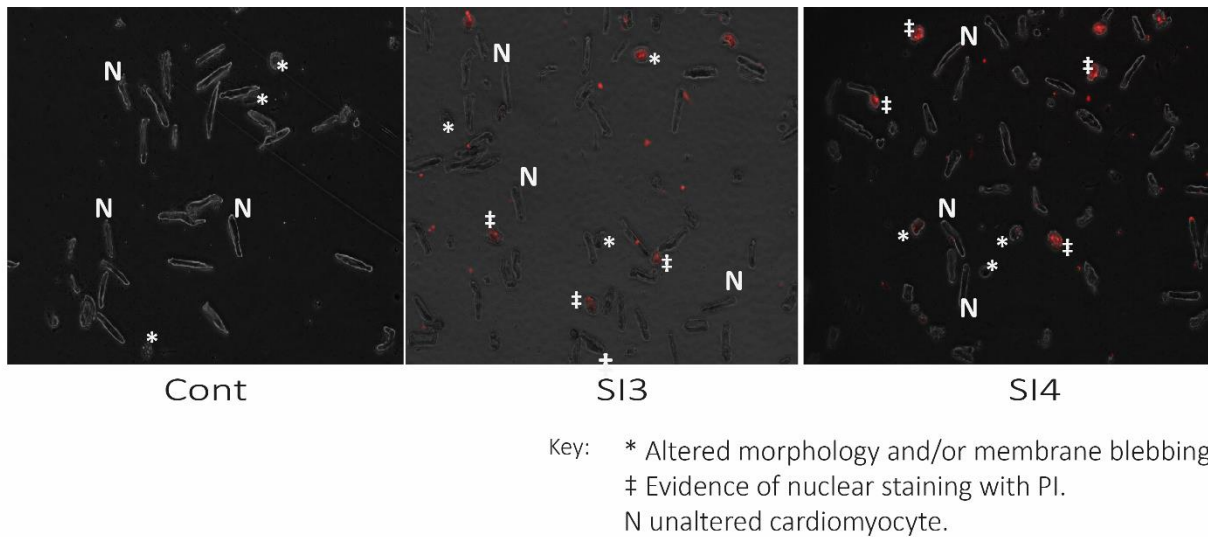 N * * N N *
N * * N ‡ * ‡ N ‡ ‡
‡ N ‡ ‡ * N * * ‡ N
Cont SI3 SI4
Key: * Altered morphology and/or membrane blebbing
‡ Evidence of nuclear staining with PI.
N unaltered cardiomyocyte.